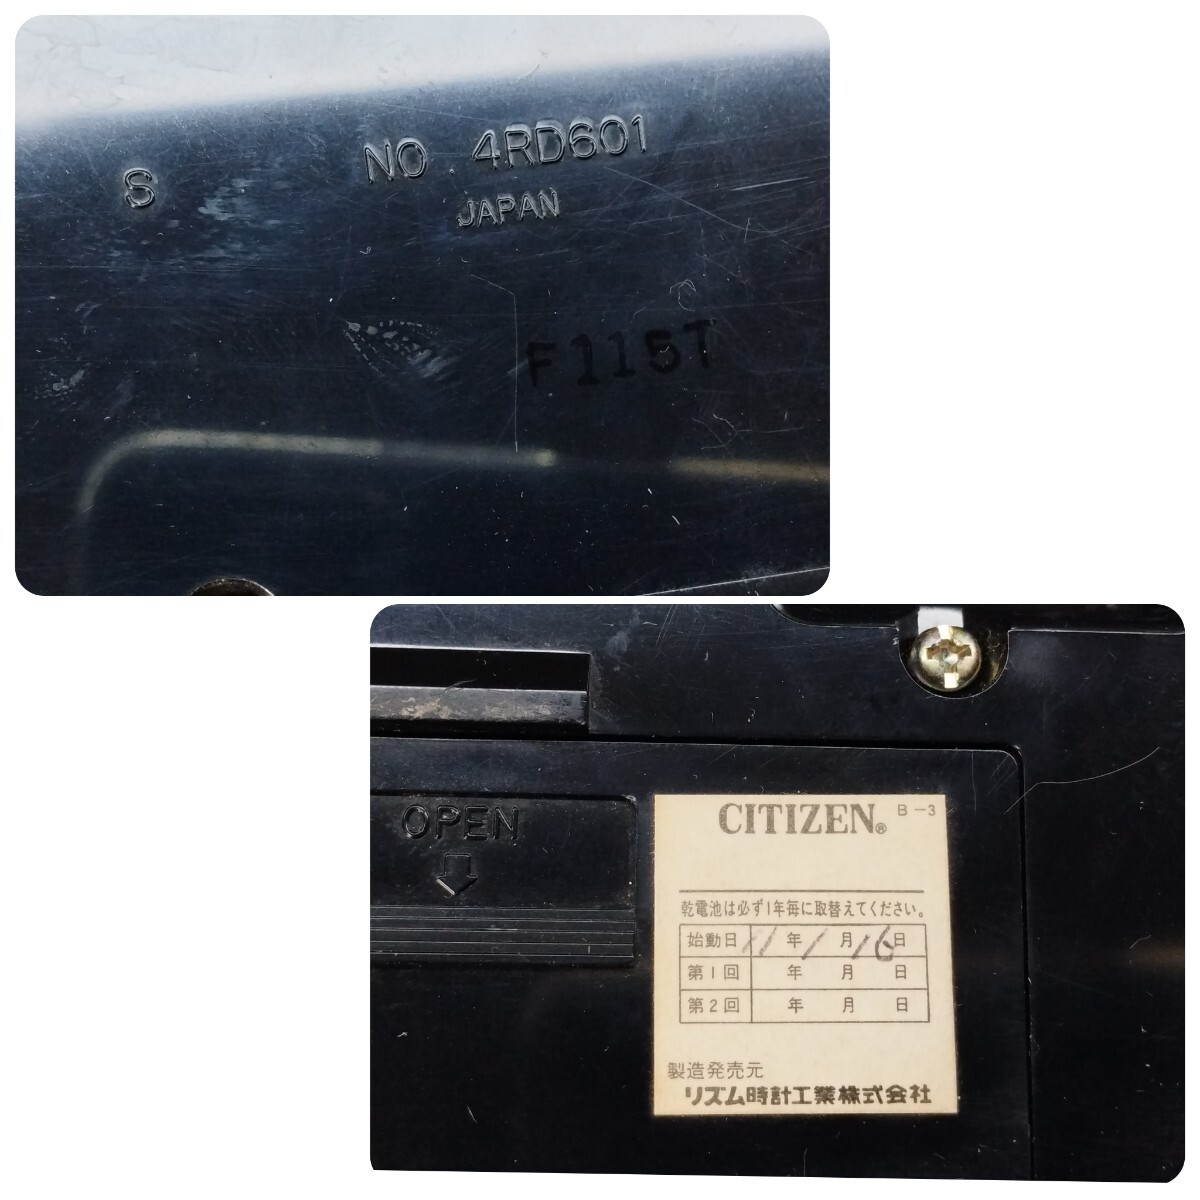 S
NO. 4RD601
JAPAN
F115T
OPEN
CITIZEN® B-3
乾電池は必ず1年毎に取替えてください。
始動日 11 年 1 月 16 日
第1回 年 月 日
第2回 年 月 日
製造発売元
リズム時計工業株式会社